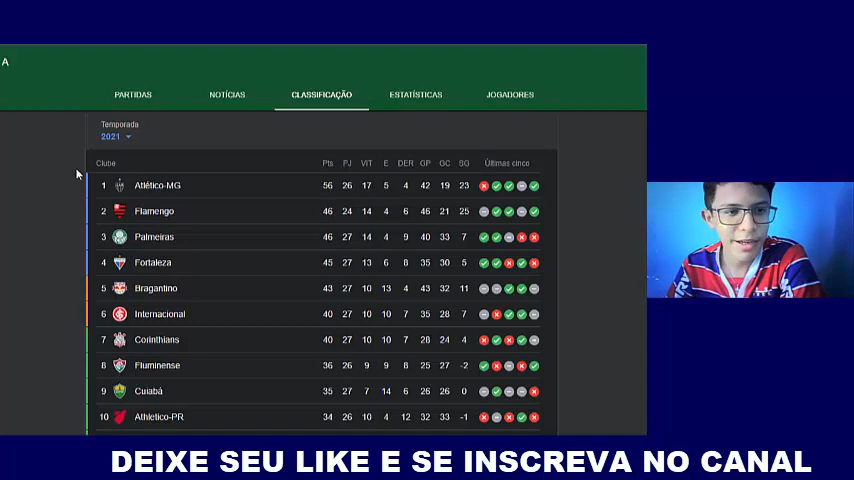 A
PARTIDAS NOTÍCIAS CLASSIFICAÇÃO ESTATÍSTICAS JOGADORES
Temporada
2021
Clube Pts PJ VIT E DER GP GC SG Últimas cinco
1 Atlético-MG 56 26 17 5 4 42 19 23
2 Flamengo 46 24 14 4 6 46 21 25
3 Palmeiras 46 27 14 4 9 40 33 7
4 Fortaleza 45 27 13 6 8 35 30 5
5 Bragantino 43 27 10 13 4 43 32 11
6 Internacional 40 27 10 10 7 35 28 7
7 Corinthians 40 27 10 10 7 28 24 4
8 Fluminense 36 26 9 9 8 25 27 -2
9 Cuiabá 35 27 7 14 6 26 26 0
10 Athletico-PR 34 26 10 4 12 32 33 -1
DEIXE SEU LIKE E SE INSCREVA NO CANAL